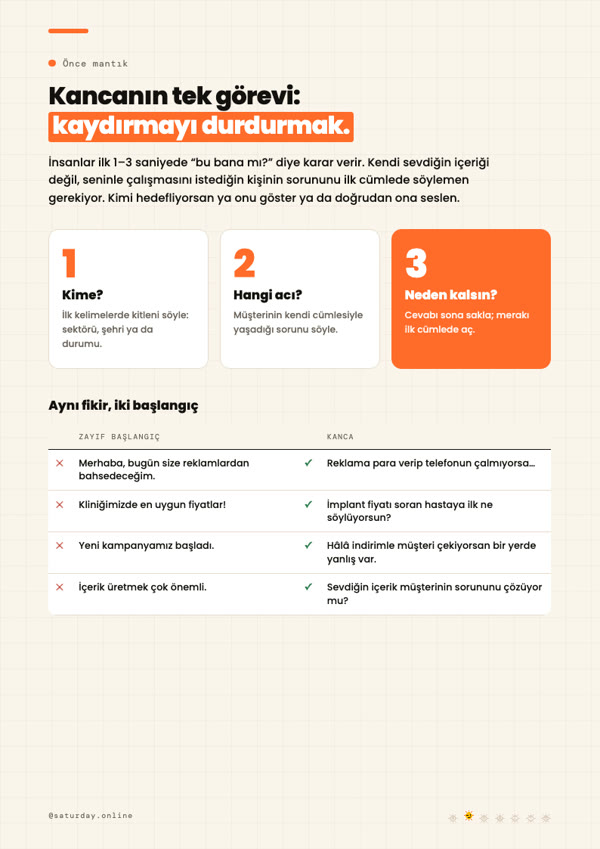 Önce mantık
Kancanın tek görevi:
kaydırmayı durdurmak.
İnsanlar ilk 1–3 saniyede “bu bana mı?” diye karar verir. Kendi sevdiğin içeriği
değil, seninle çalışmasını istediğin kişinin sorununu ilk cümlede söylemen
gerekiyor. Kimi hedefliyorsan ya onu göster ya da doğrudan ona seslen.
1
Kime?
İlk kelimelerde kitleni söyle:
sektörü, şehri ya da
durumu.
2
Hangi acı?
Müşterinin kendi cümlesiyle
yaşadığı sorunu söyle.
3
Neden kalsın?
Cevabı sona sakla; merakı
ilk cümlede aç.
Aynı fikir, iki başlangıç
ZAYIF BAŞLANGIÇ
KANCA
✕ Merhaba, bugün size reklamlardan
bahsedeceğim.
✓ Reklama para verip telefonun çalmıyorsa…
✕ Kliniğimizde en uygun fiyatlar!
✓ İmplant fiyatı soran hastaya ilk ne
söylüyorsun?
✕ Yeni kampanyamız başladı.
✓ Hâlâ indirimle müşteri çekiyorsan bir yerde
yanlış var.
✕ İçerik üretmek çok önemli.
✓ Sevdiğin içerik müşterinin sorununu çözüyor
mu?
@saturday.online